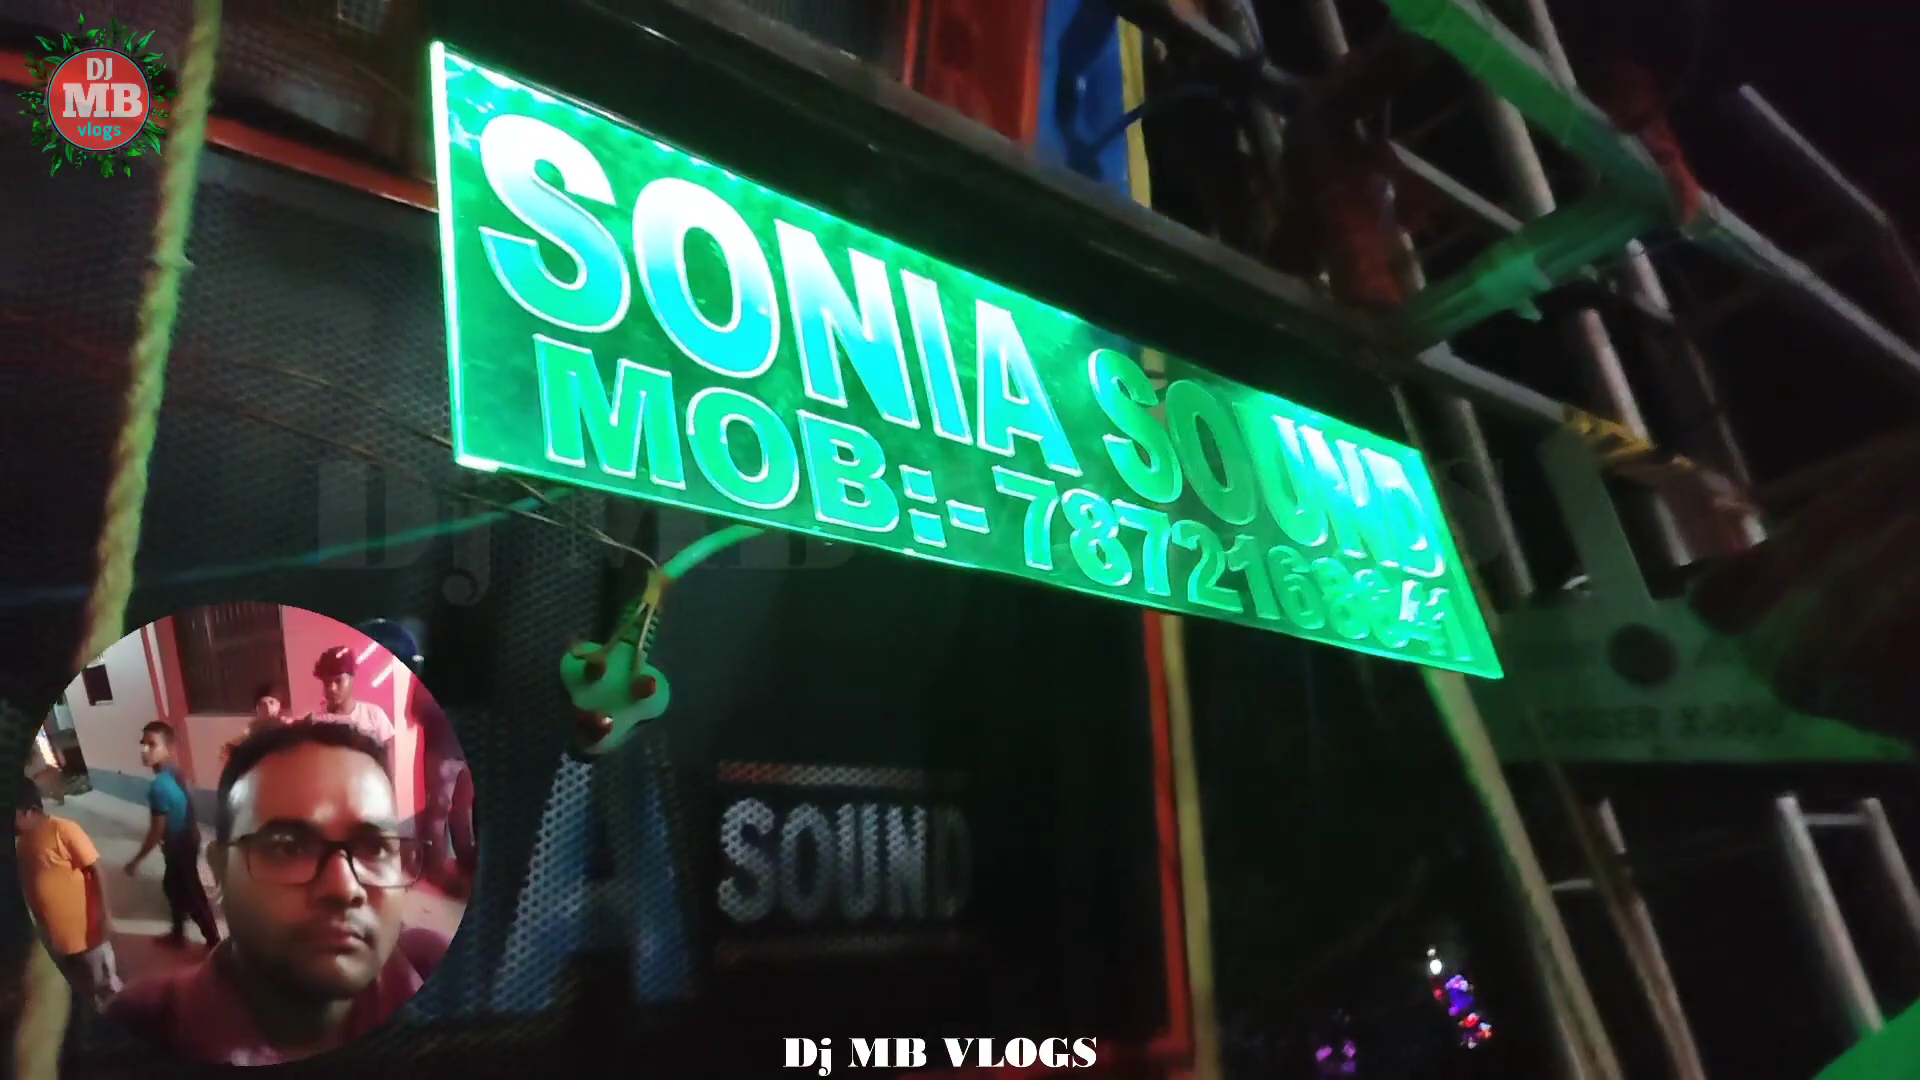 DJ
MB
vlogs
SONIA SOUND
MOB:-
SOUND
Dj MB VLOGS